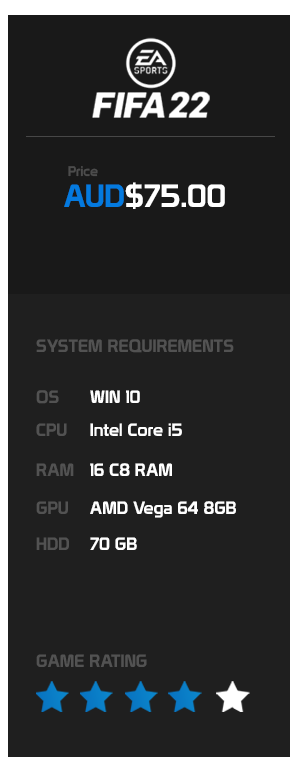 EA
SPORTS
FIFA 22
Price
AUD$75.00
SYSTEM REQUIREMENTS
OS WIN 10
CPU Intel Core i5
RAM 16 C8 RAM
GPU AMD Vega 64 8GB
HDD 70 GB
GAME RATING